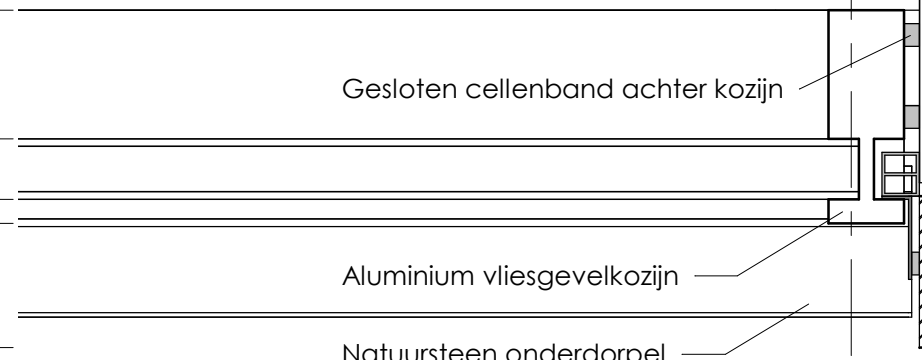 Gesloten cellenband achter kozijn
Aluminium vliesgevelkozijn
Natuursteen onderdorpel